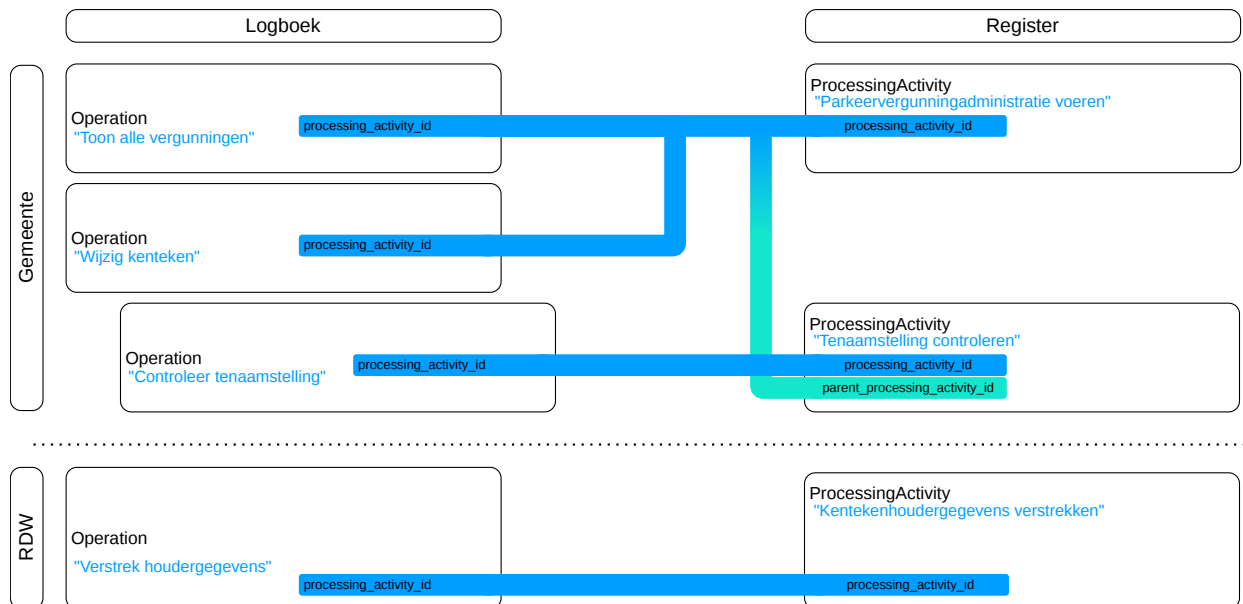 Logboek
Register
Gemeente
Operation
"Toon alle vergunningen"
processing_activity_id
ProcessingActivity
"Parkeervergunningadministratie voeren"
processing_activity_id
Operation
"Wijzig kenteken"
processing_activity_id
Operation
"Controleer tenaamstelling"
processing_activity_id
ProcessingActivity
"Tenaamstelling controleren"
processing_activity_id
parent_processing_activity_id
RDW
Operation
"Verstrek houdergegevens"
processing_activity_id
ProcessingActivity
"Kentekenhoudergegevens verstrekken"
processing_activity_id